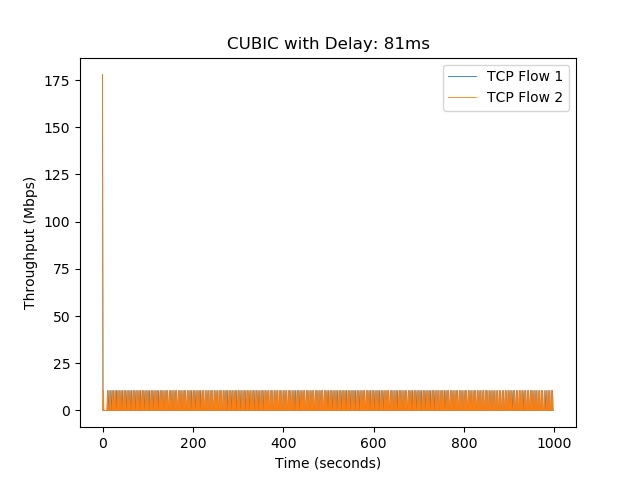 CUBIC with Delay: 81ms
TCP Flow 1
TCP Flow 2
175
150
125
100
75
50
25
0
Throughput (Mbps)
0 200 400 600 800 1000
Time (seconds)